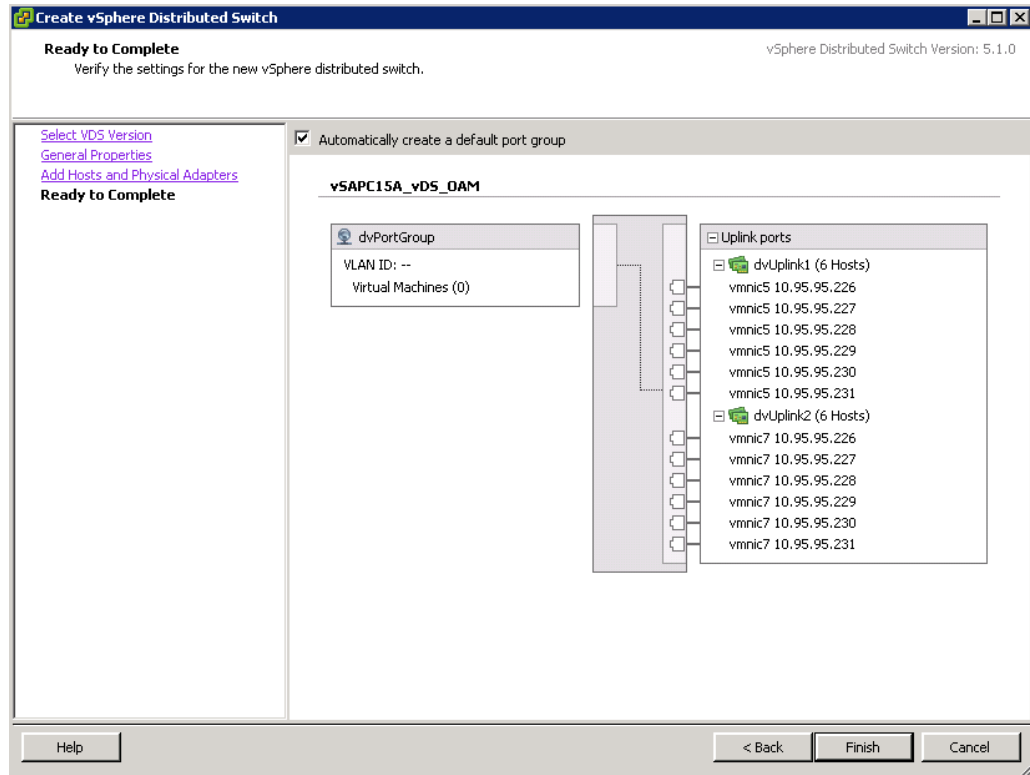 Create vSphere Distributed Switch
Ready to Complete
vSphere Distributed Switch Version: 5.1.0
Verify the settings for the new vSphere distributed switch.
Select VDS Version
General Properties
Add Hosts and Physical Adapters
Ready to Complete
Automatically create a default port group
vSAPC15A_vDS_OAM
dvPortGroup
VLAN ID: --
Virtual Machines (0)
Uplink ports
dvUplink1 (6 Hosts)
vmnic5 10.95.95.226
vmnic5 10.95.95.227
vmnic5 10.95.95.228
vmnic5 10.95.95.229
vmnic5 10.95.95.230
vmnic5 10.95.95.231
dvUplink2 (6 Hosts)
vmnic7 10.95.95.226
vmnic7 10.95.95.227
vmnic7 10.95.95.228
vmnic7 10.95.95.229
vmnic7 10.95.95.230
vmnic7 10.95.95.231
Help
< Back
Finish
Cancel